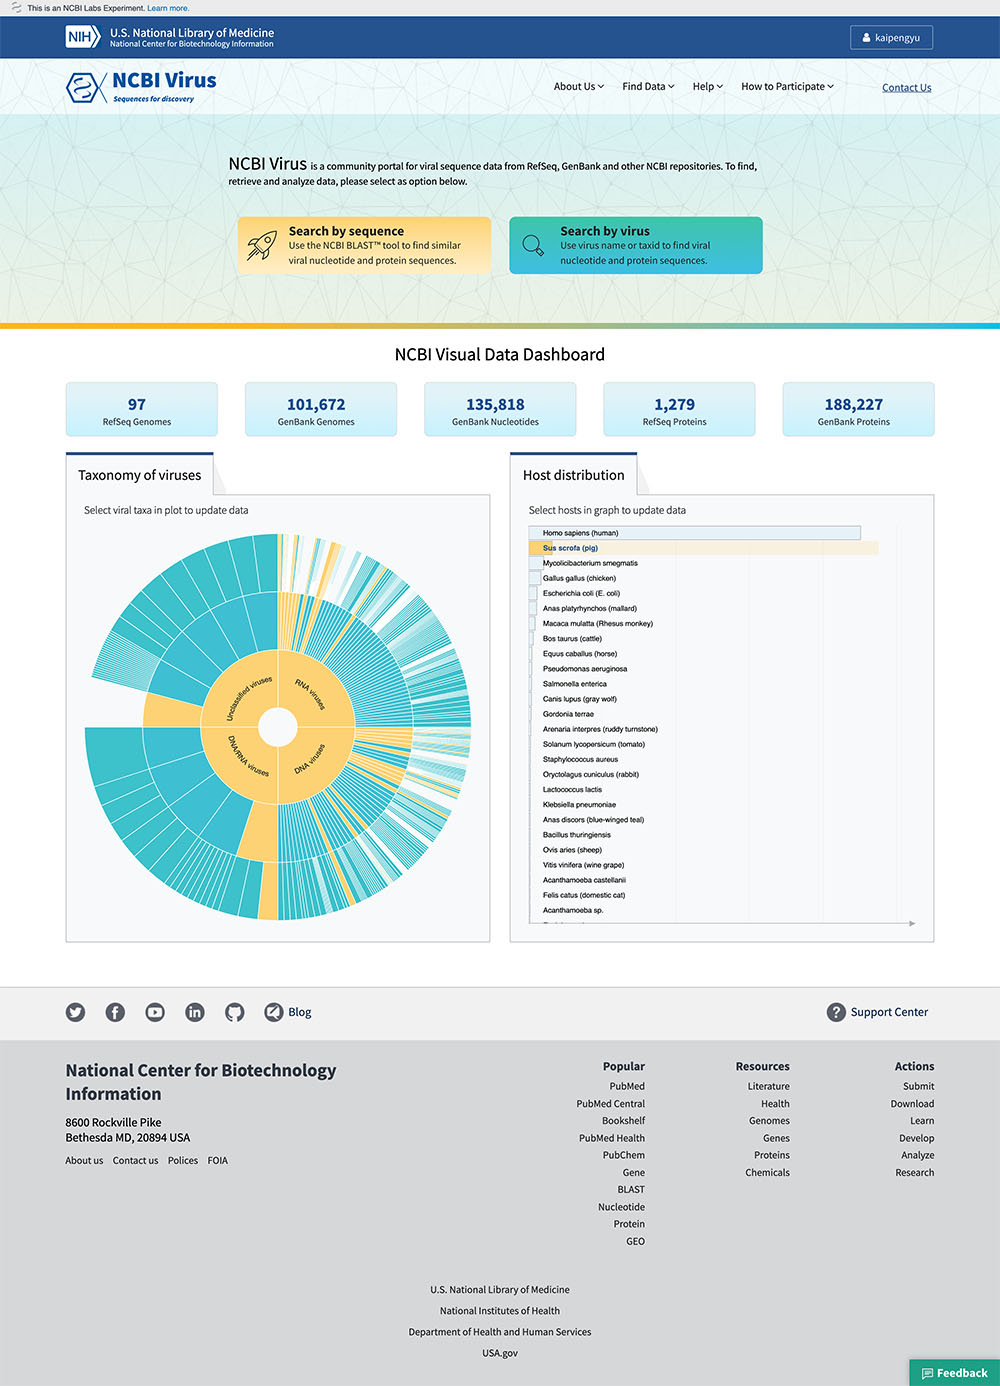 This is an NCBI Labs Experiment. Learn more.
NIH
U.S. National Library of Medicine
National Center for Biotechnology Information
kaipengyu
NCBI Virus
Sequences for discovery
About Us
Find Data
Help
How to Participate
Contact Us
NCBI Virus is a community portal for viral sequence data from RefSeq, GenBank and other NCBI repositories. To find,
retrieve and analyze data, please select as option below.
Search by sequence
Use the NCBI BLAST™ tool to find similar
viral nucleotide and protein sequences.
Search by virus
Use virus name or taxid to find viral
nucleotide and protein sequences.
NCBI Visual Data Dashboard
97
RefSeq Genomes
101,672
GenBank Genomes
135,818
GenBank Nucleotides
1,279
RefSeq Proteins
188,227
GenBank Proteins
Taxonomy of viruses
Select viral taxa in plot to update data
Unclassified viruses
RNA viruses
DNA/RNA viruses
DNA viruses
Host distribution
Select hosts in graph to update data
Homo sapiens (human)
Sus scrofa (pig)
Mycolicibacterium smegmatis
Gallus gallus (chicken)
Escherichia coli (E. coli)
Anas platyrhynchos (mallard)
Macaca mulatta (Rhesus monkey)
Bos taurus (cattle)
Equus caballus (horse)
Pseudomonas aeruginosa
Salmonella enterica
Canis lupus (gray wolf)
Gordonia terrae
Arenaria interpres (ruddy turnstone)
Solanum lycopersicum (tomato)
Staphylococcus aureus
Oryctolagus cuniculus (rabbit)
Lactococcus lactis
Klebsiella pneumoniae
Anas discors (blue-winged teal)
Bacillus thuringiensis
Ovis aries (sheep)
Vitis vinifera (wine grape)
Acanthamoeba castellanii
Felis catus (domestic cat)
Acanthamoeba sp.
Blog
Support Center
National Center for Biotechnology
Information
8600 Rockville Pike
Bethesda MD, 20894 USA
About us
Contact us
Polices
FOIA
Popular
PubMed
PubMed Central
Bookshelf
PubMed Health
PubChem
Gene
BLAST
Nucleotide
Protein
GEO
Resources
Literature
Health
Genomes
Genes
Proteins
Chemicals
Actions
Submit
Download
Learn
Develop
Analyze
Research
U.S. National Library of Medicine
National Institutes of Health
Department of Health and Human Services
USA.gov
Feedback